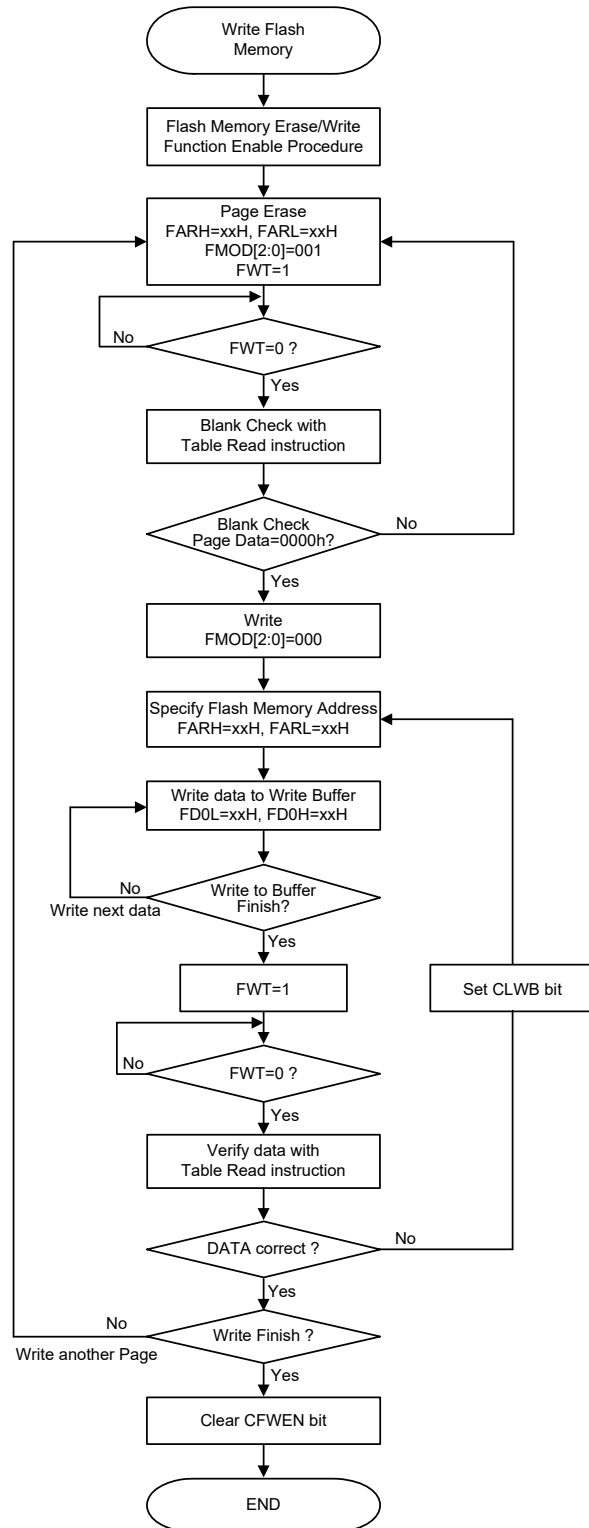 Write Flash
Memory
Flash Memory Erase/Write
Function Enable Procedure
Page Erase
FARH=xxH, FARL=xxH
FMOD[2:0]=001
FWT=1
No
FWT=0 ?
Yes
Blank Check with
Table Read instruction
Blank Check
Page Data=0000h?
No
Yes
Write
FMOD[2:0]=000
Specify Flash Memory Address
FARH=xxH, FARL=xxH
Write data to Write Buffer
FD0L=xxH, FD0H=xxH
No
Write next data
Write to Buffer
Finish?
Yes
FWT=1
Set CLWB bit
No
FWT=0 ?
Yes
Verify data with
Table Read instruction
DATA correct ?
No
Yes
No
Write another Page
Write Finish ?
Yes
Clear CFWEN bit
END